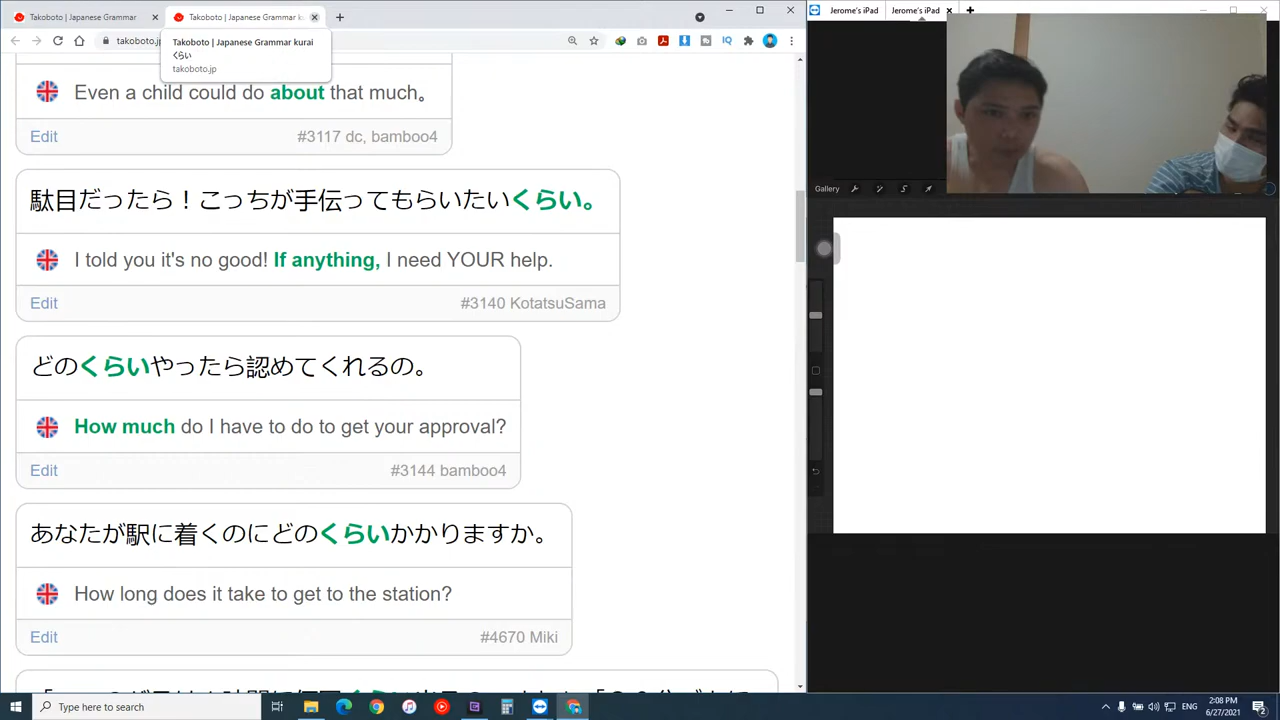 Takoboto | Japanese Grammar
Takoboto | Japanese Grammar ku
Jerome's iPad
Jerome's iPad
takoboto.jp
Takoboto | Japanese Grammar kurai
くらい
takoboto.jp
Even a child could do about that much。
Edit
#3117 dc, bamboo4
Gallery
駄目だったら！こっちが手伝ってもらいたいくらい。
I told you it's no good! If anything, I need YOUR help.
Edit
#3140 KotatsuSama
どのくらいやったら認めてくれるの。
How much do I have to do to get your approval?
Edit
#3144 bamboo4
あなたが駅に着くのにどのくらいかかりますか。
How long does it take to get to the station?
Edit
#4670 Miki
Type here to search
ENG
2:08 PM
6/27/2021